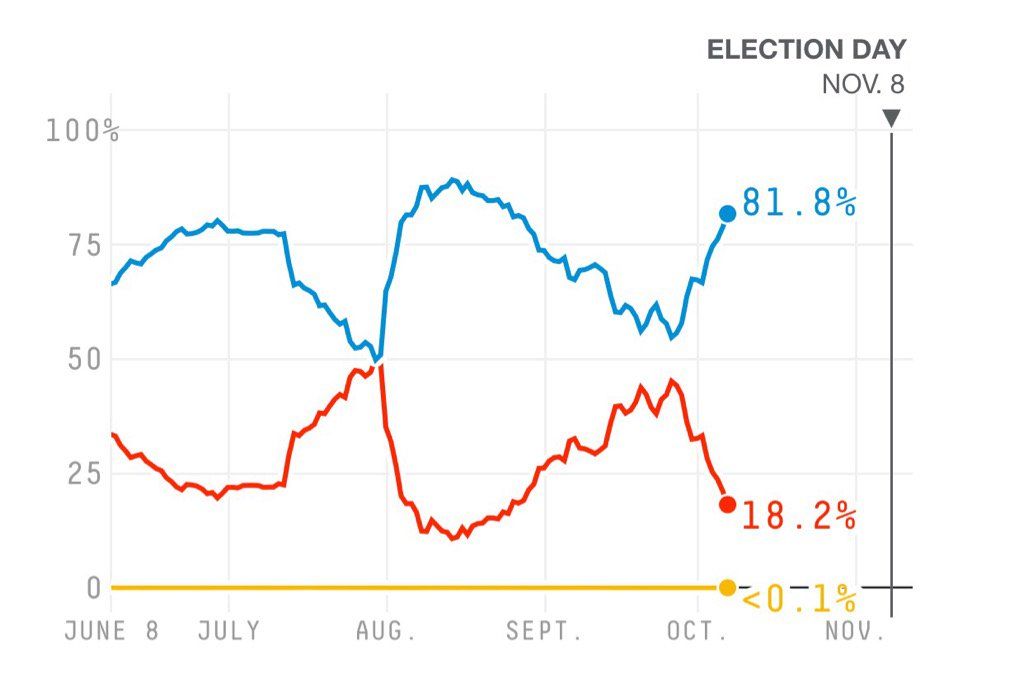 ELECTION DAY
NOV. 8
100%
81.8%
75
50
25
18.2%
0
<0.1%
JUNE 8 JULY AUG. SEPT. OCT. NOV.